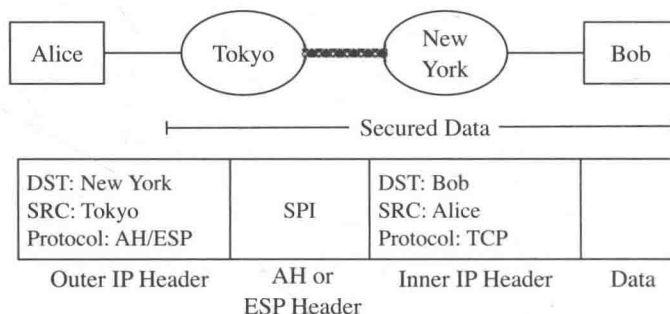 Alice
Tokyo
New
York
Bob
Secured Data
DST: New York
SRC: Tokyo
Protocol: AH/ESP
SPI
DST: Bob
SRC: Alice
Protocol: TCP
Outer IP Header
AH or
ESP Header
Inner IP Header
Data